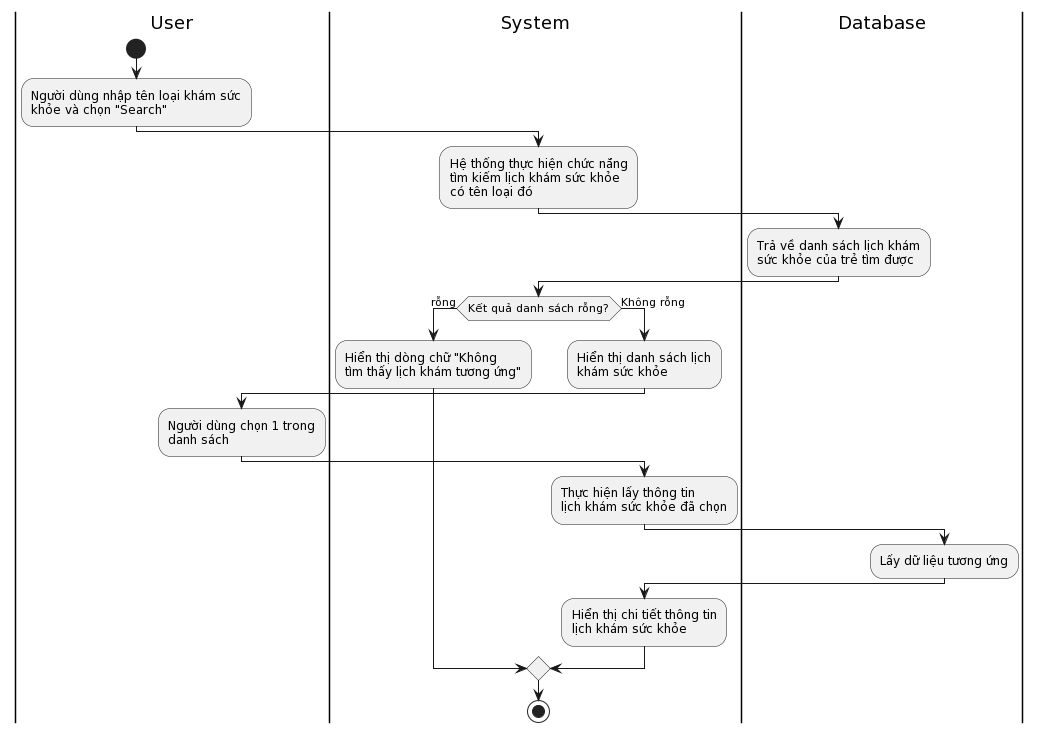 User
System
Database
Người dùng nhập tên loại khám sức
khỏe và chọn "Search"
Hệ thống thực hiện chức năng
tìm kiếm lịch khám sức khỏe
có tên loại đó
Trả về danh sách lịch khám
sức khỏe của trẻ tìm được
rỗng
Kết quả danh sách rỗng?
Không rỗng
Hiển thị dòng chữ "Không
tìm thấy lịch khám tương ứng"
Hiển thị danh sách lịch
khám sức khỏe
Người dùng chọn 1 trong
danh sách
Thực hiện lấy thông tin
lịch khám sức khỏe đã chọn
Lấy dữ liệu tương ứng
Hiển thị chi tiết thông tin
lịch khám sức khỏe